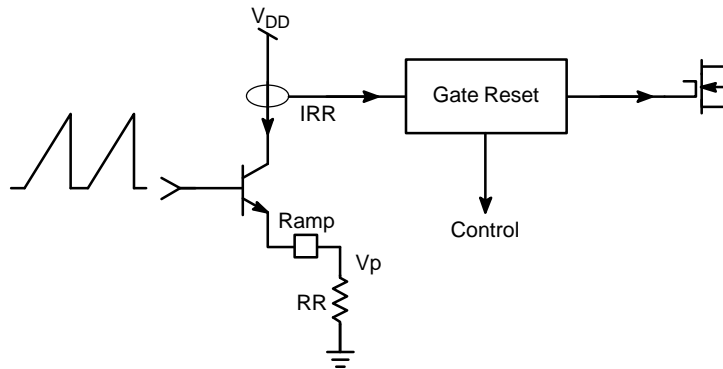 VDD
Gate Reset
IRR
Ramp
Control
Vp
RR